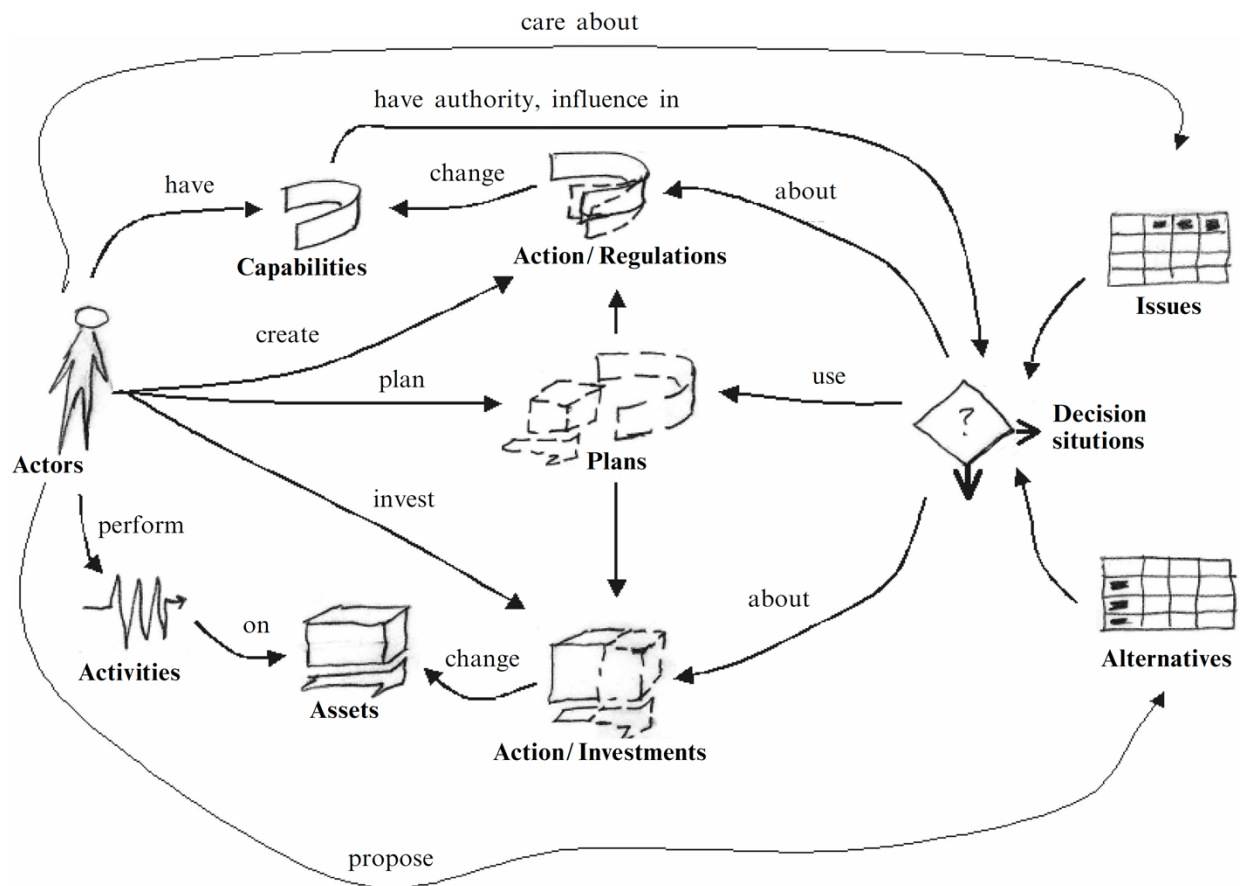 care about
have authority, influence in
change
about
have
Capabilities
Action/ Regulations
Issues
create
plan
use
?
Decision
situtions
Actors
Plans
invest
perform
about
on
change
Activities
Assets
Alternatives
Action/ Investments
propose